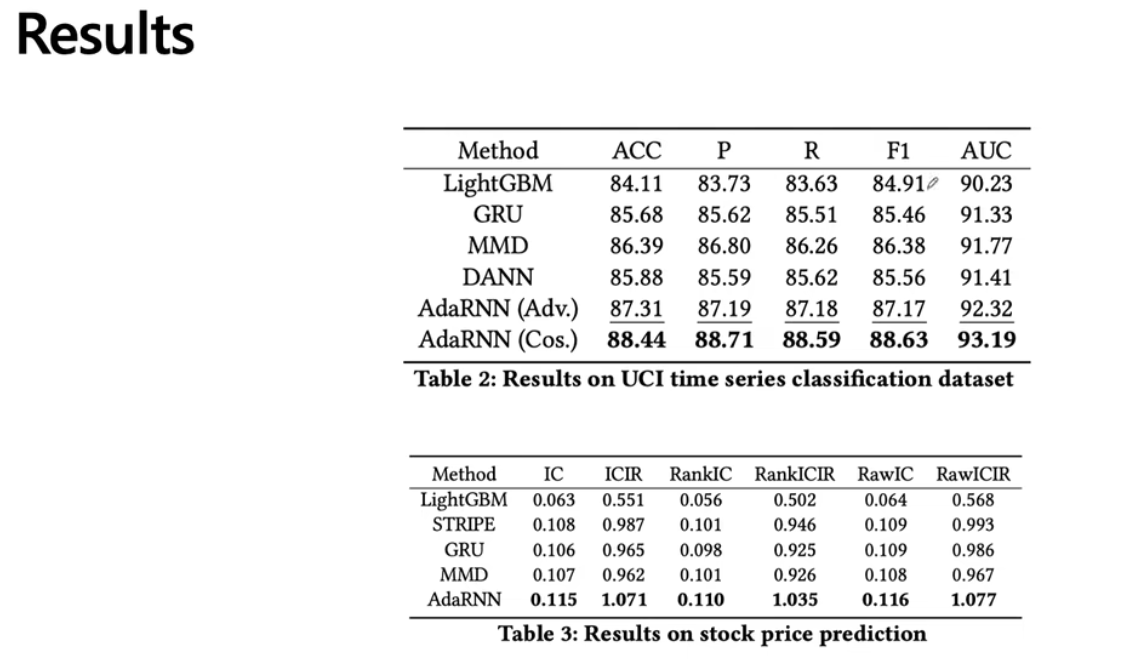 Results
Method ACC P R F1 AUC
LightGBM 84.11 83.73 83.63 84.91 90.23
GRU 85.68 85.62 85.51 85.46 91.33
MMD 86.39 86.80 86.26 86.38 91.77
DANN 85.88 85.59 85.62 85.56 91.41
AdaRNN (Adv.) 87.31 87.19 87.18 87.17 92.32
AdaRNN (Cos.) 88.44 88.71 88.59 88.63 93.19
Table 2: Results on UCI time series classification dataset
Method IC ICIR RankIC RankICIR RawIC RawICIR
LightGBM 0.063 0.551 0.056 0.502 0.064 0.568
STRIPE 0.108 0.987 0.101 0.946 0.109 0.993
GRU 0.106 0.965 0.098 0.925 0.109 0.986
MMD 0.107 0.962 0.101 0.926 0.108 0.967
AdaRNN 0.115 1.071 0.110 1.035 0.116 1.077
Table 3: Results on stock price prediction